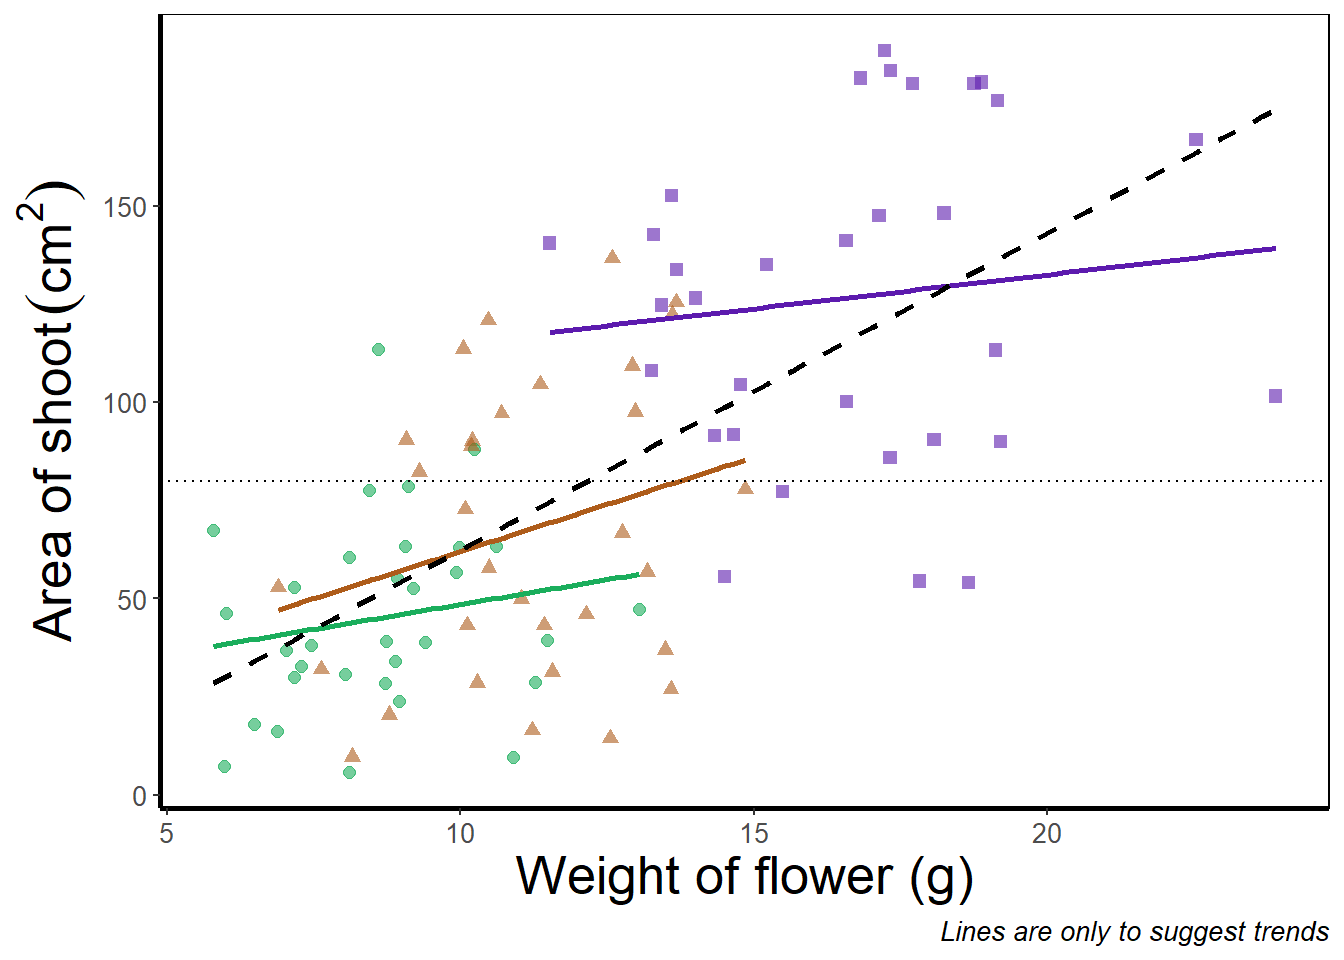 Area of shoot(cm²)
150
100
50
0
5 10 15 20
Weight of flower (g)
Lines are only to suggest trends